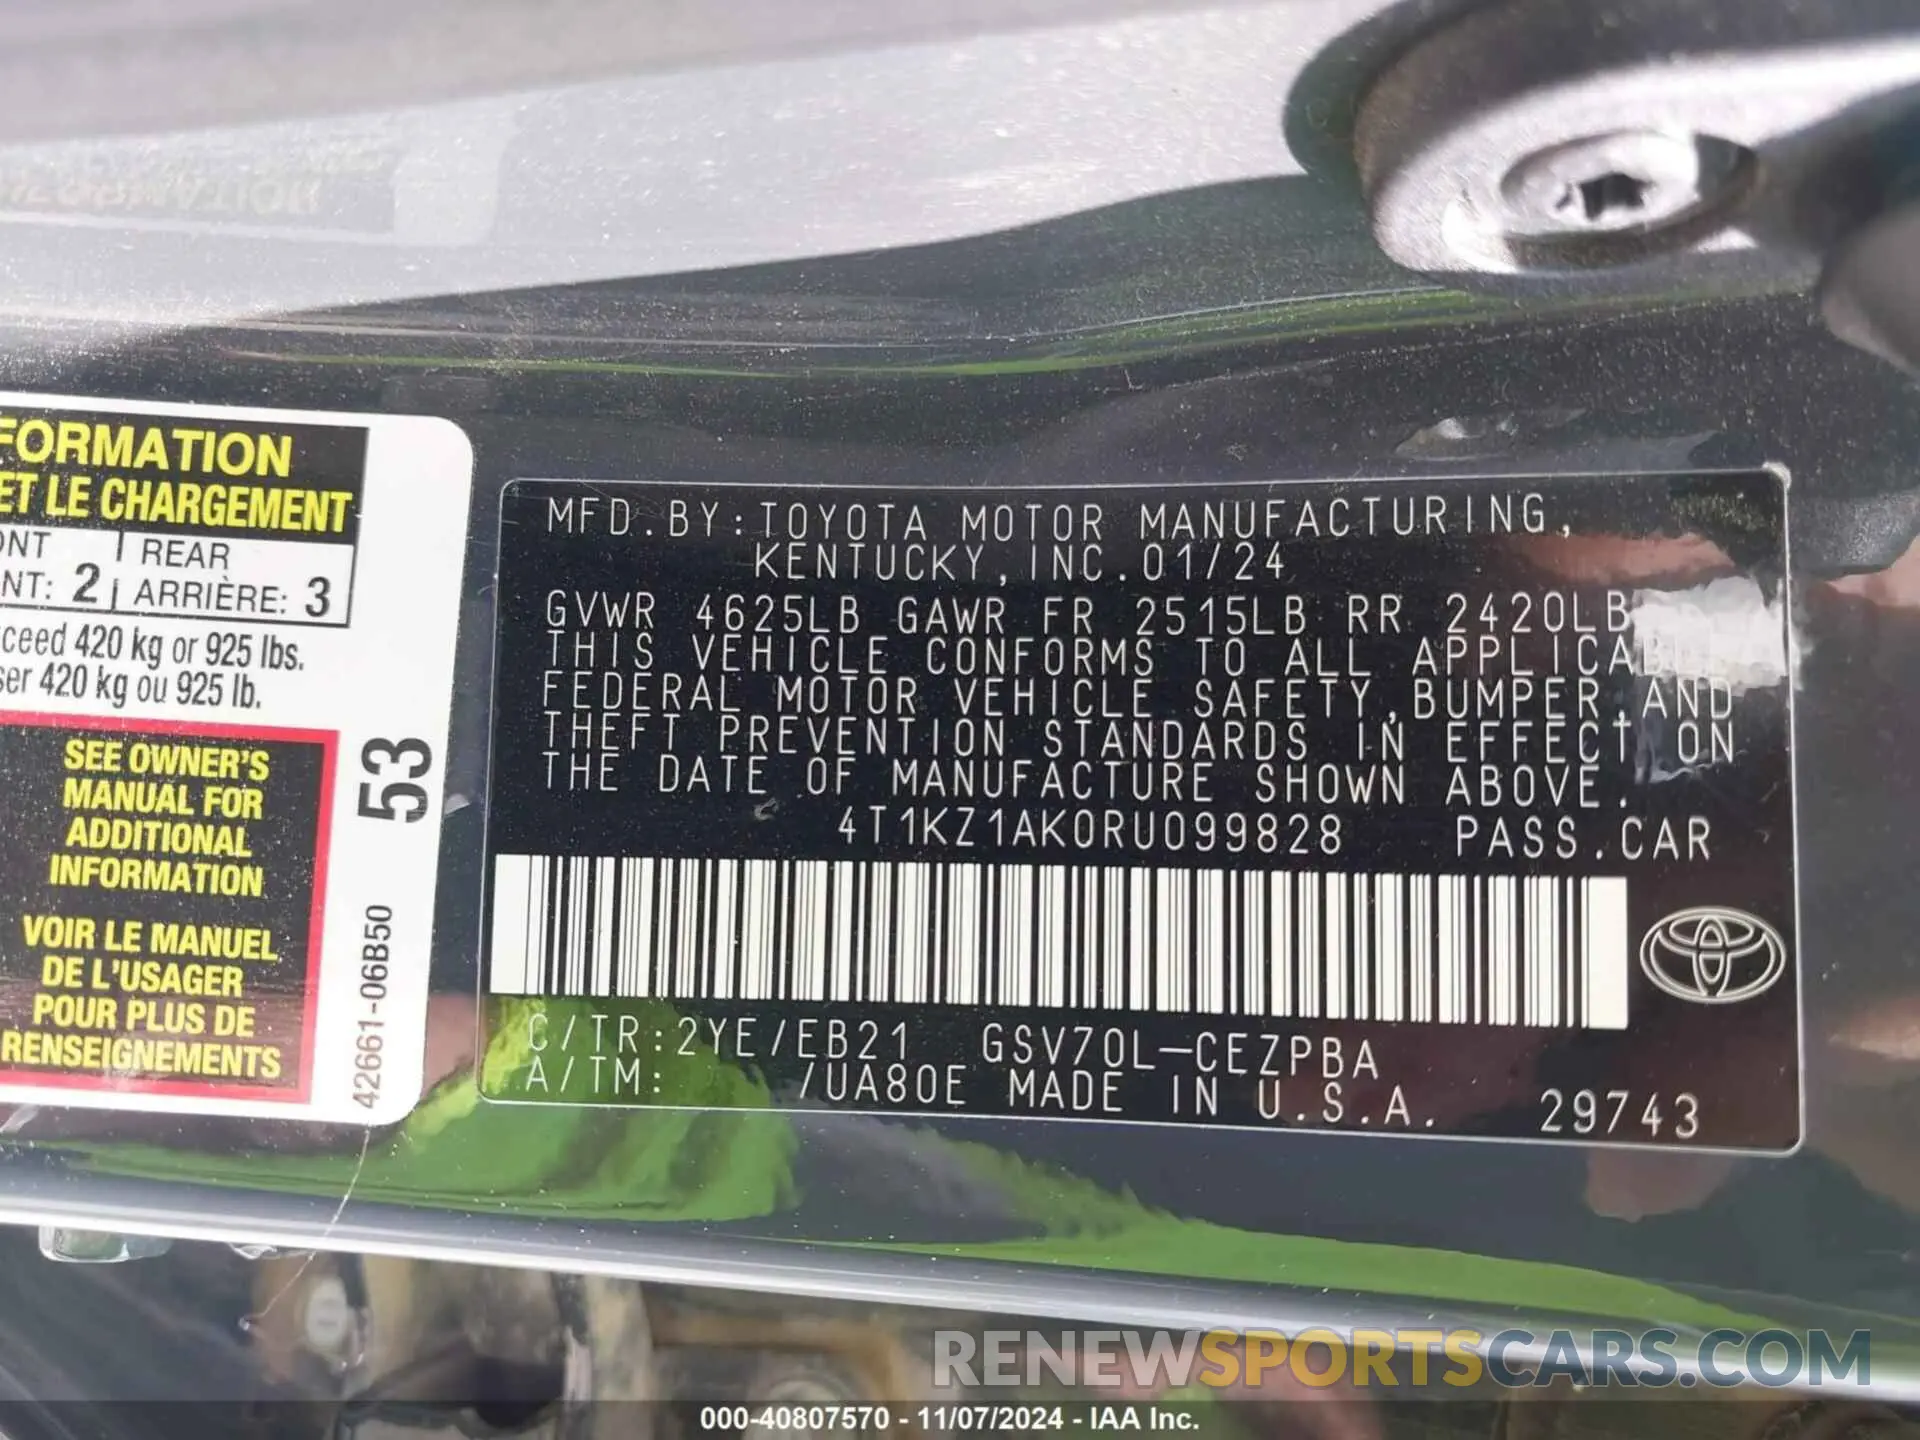 FORMATION
ET LE CHARGEMENT
REAR
NT: 2 ARRIÈRE: 3
ceed 420 kg or 925 lbs.
ser 420 kg ou 925 lb.
SEE OWNER'S
MANUAL FOR
ADDITIONAL
INFORMATION
VOIR LE MANUEL
DE L'USAGER
POUR PLUS DE
RENSEIGNEMENTS
53
42661-06B50
MFD.BY:TOYOTA MOTOR MANUFACTURING,
KENTUCKY,INC.01/24
GVWR 4625LB GAWR FR 2515LB RR 2420LB
THIS VEHICLE CONFORMS TO ALL APPLICABLE
FEDERAL MOTOR VEHICLE SAFETY,BUMPER,AND
THEFT PREVENTION STANDARDS IN EFFECT ON
THE DATE OF MANUFACTURE SHOWN ABOVE.
4T1KZ1AK0RU099828 PASS.CAR
C/TR:2YE/EB21 GSV70L-CEZPBA
A/TM: /UA80E MADE IN U.S.A. 29743
RENEWSPORTSCARS.COM
000-40807570 - 11/07/2024 - IAA Inc.